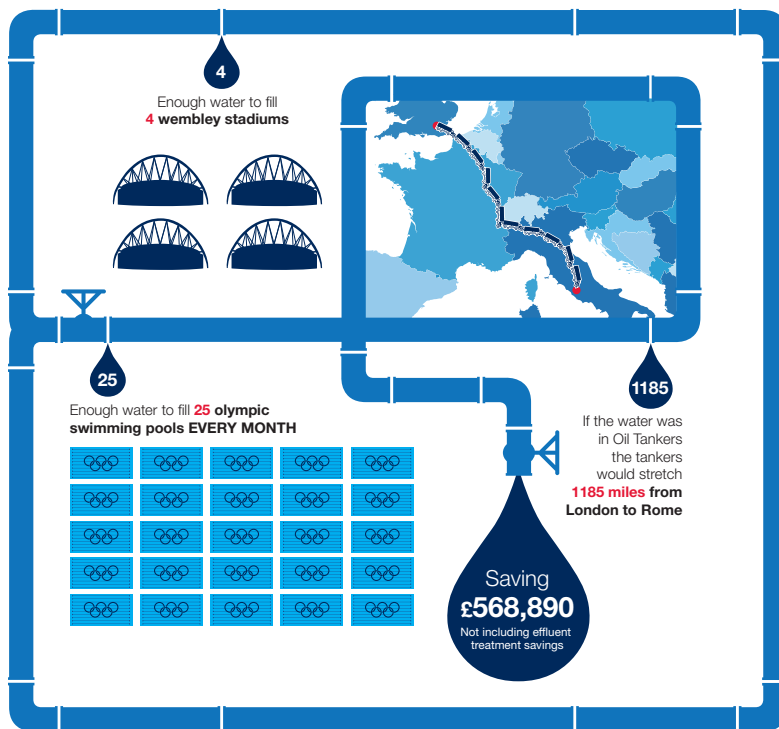 4
Enough water to fill
4 wembley stadiums
25
Enough water to fill 25 olympic
swimming pools EVERY MONTH
1185
If the water was
in Oil Tankers
the tankers
would stretch
1185 miles from
London to Rome
Saving
£568,890
Not including effluent
treatment savings